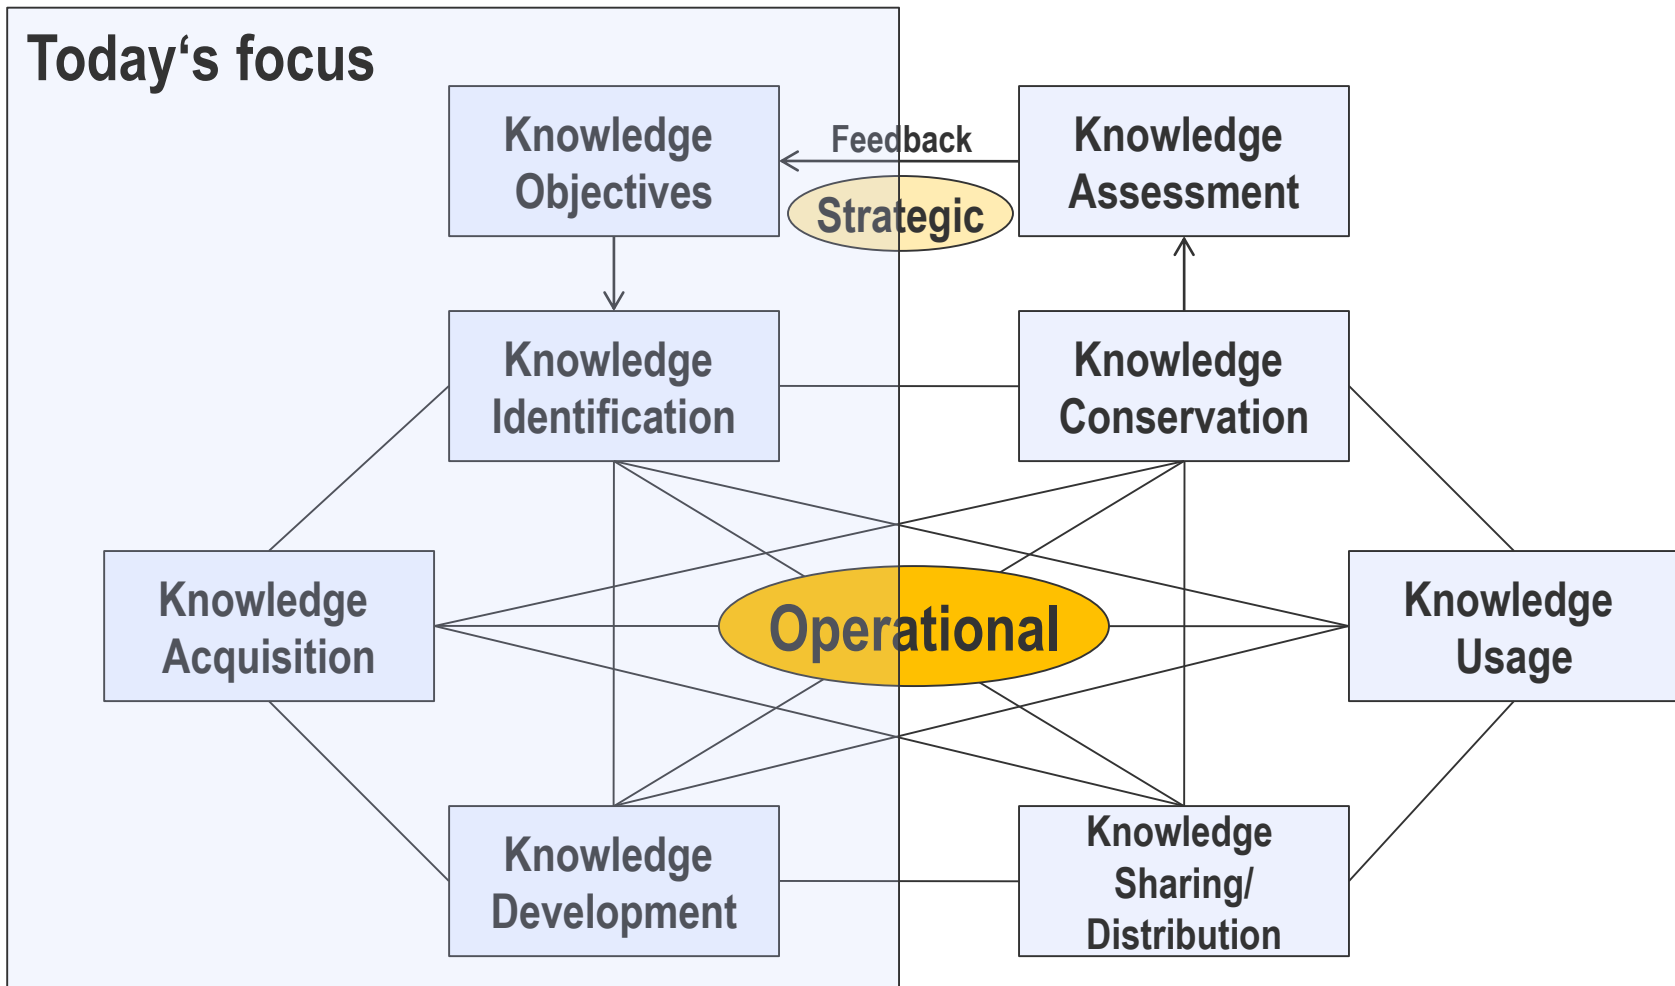 Today‘s focus
Knowledge
Objectives
Feedback
Strategic
Knowledge
Assessment
Knowledge
Identification
Knowledge
Conservation
Knowledge
Acquisition
Operational
Knowledge
Usage
Knowledge
Development
Knowledge
Sharing/
Distribution